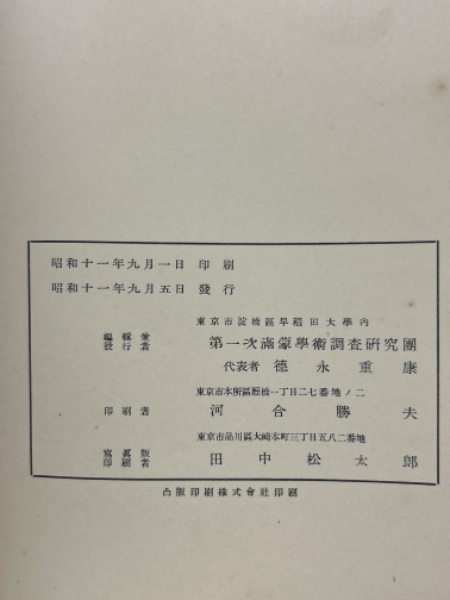 昭和十一年九月一日 印刷
昭和十一年九月五日 發行
東京市淀橋區早稻田大學内
編輯兼
發行者
第一次滿蒙學術調査研究團
代表者 德永重康
東京市本所區厩橋一丁目二七番地ノ二
印刷者 河合勝夫
東京市品川區大崎本町三丁目五八二番地
寫眞版
印刷者
田中松太郎
凸版印刷株式會社印刷